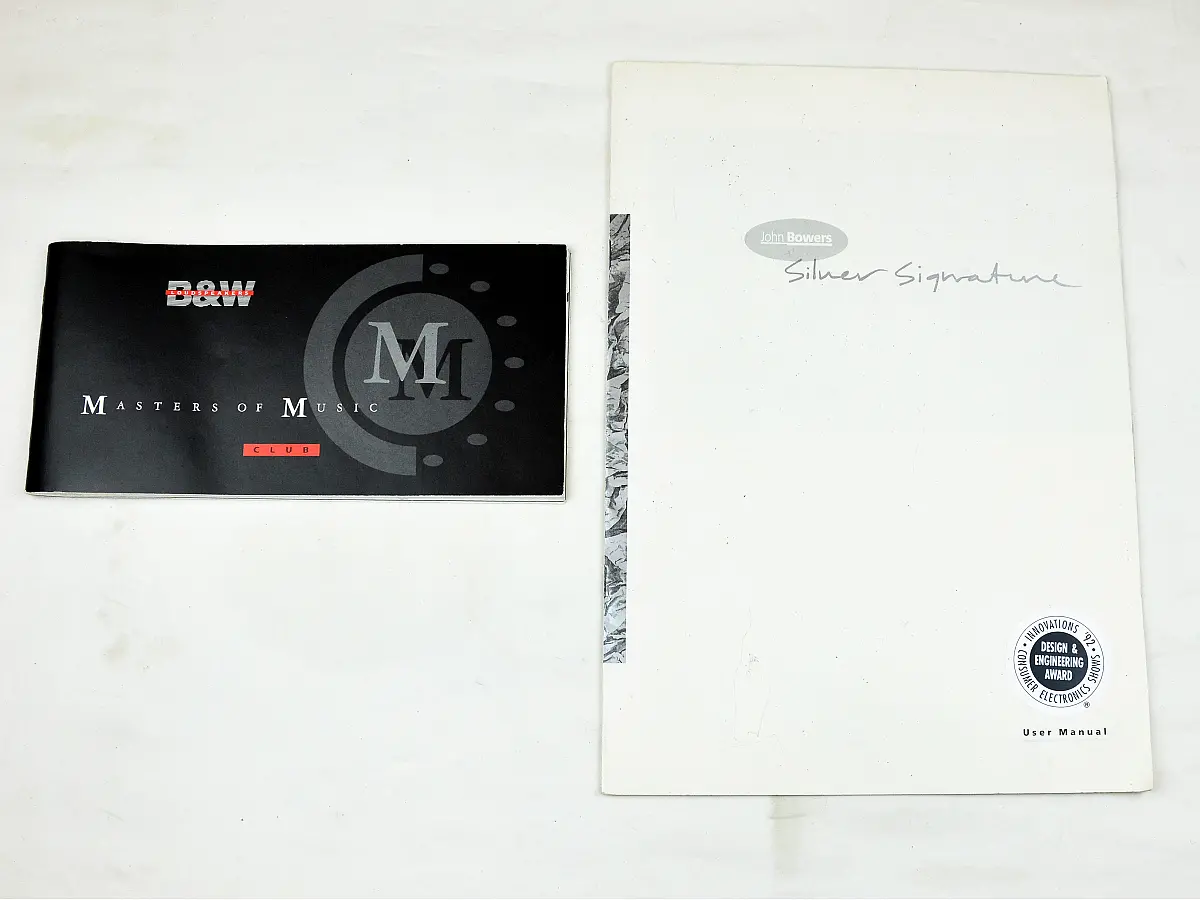 B&W
LOUDSPEAKERS
M M
MASTERS OF MUSIC
CLUB
John Bowers
Silver Signature
INNOVATIONS '92
DESIGN &
ENGINEERING
AWARD
CONSUMER ELECTRONICS SHOWS
®
User Manual